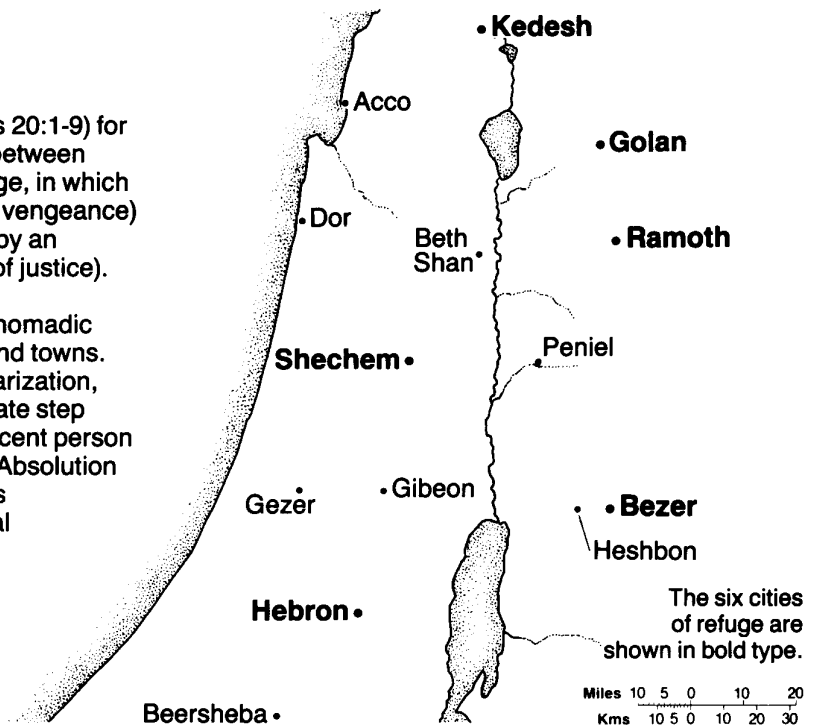 s 20:1-9) for
between
ge, in which
vengeance)
by an
of justice).
nomadic
nd towns.
arization,
ate step
cent person
Absolution
s
al
Kedesh
Acco
Golan
Dor
Ramoth
Beth
Shan
Shechem
Peniel
Gezer
Gibeon
Bezer
Heshbon
Hebron
The six cities
of refuge are
shown in bold type.
Beersheba
Miles 10 5 0 10 20
Kms 10 5 0 10 20 30